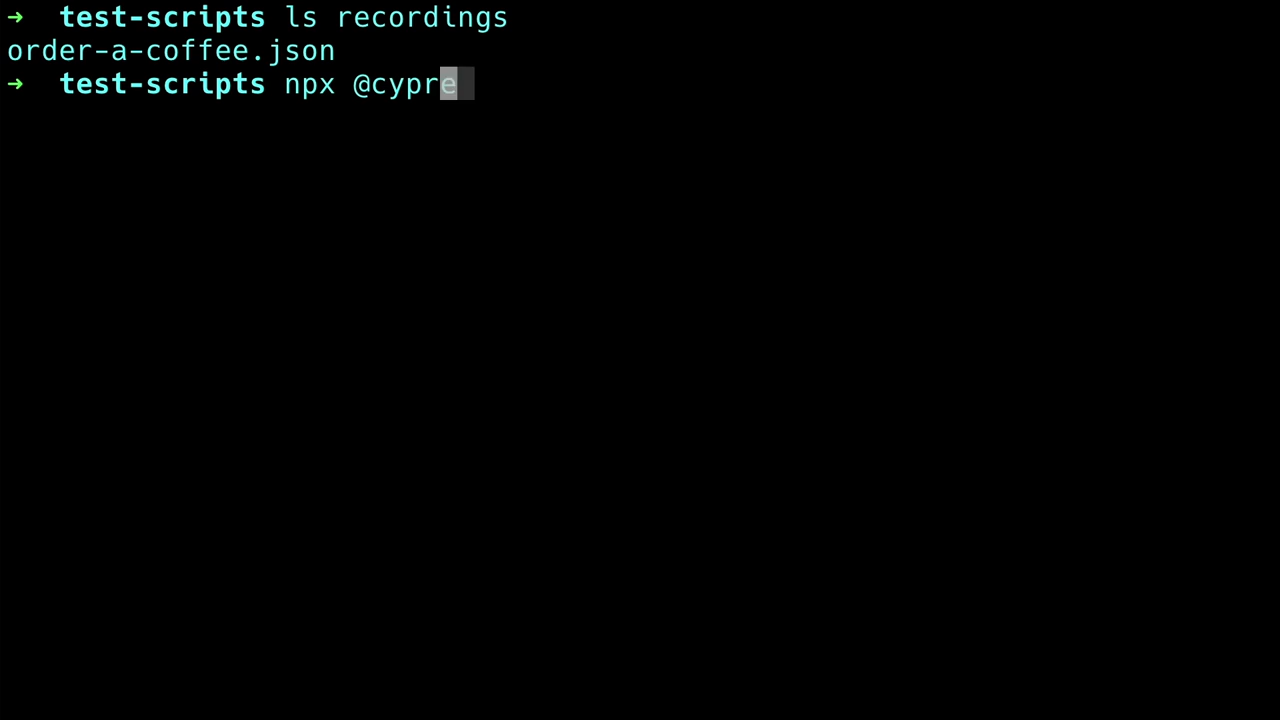 ➜ test-scripts ls recordings
order-a-coffee.json
➜ test-scripts npx @cypre